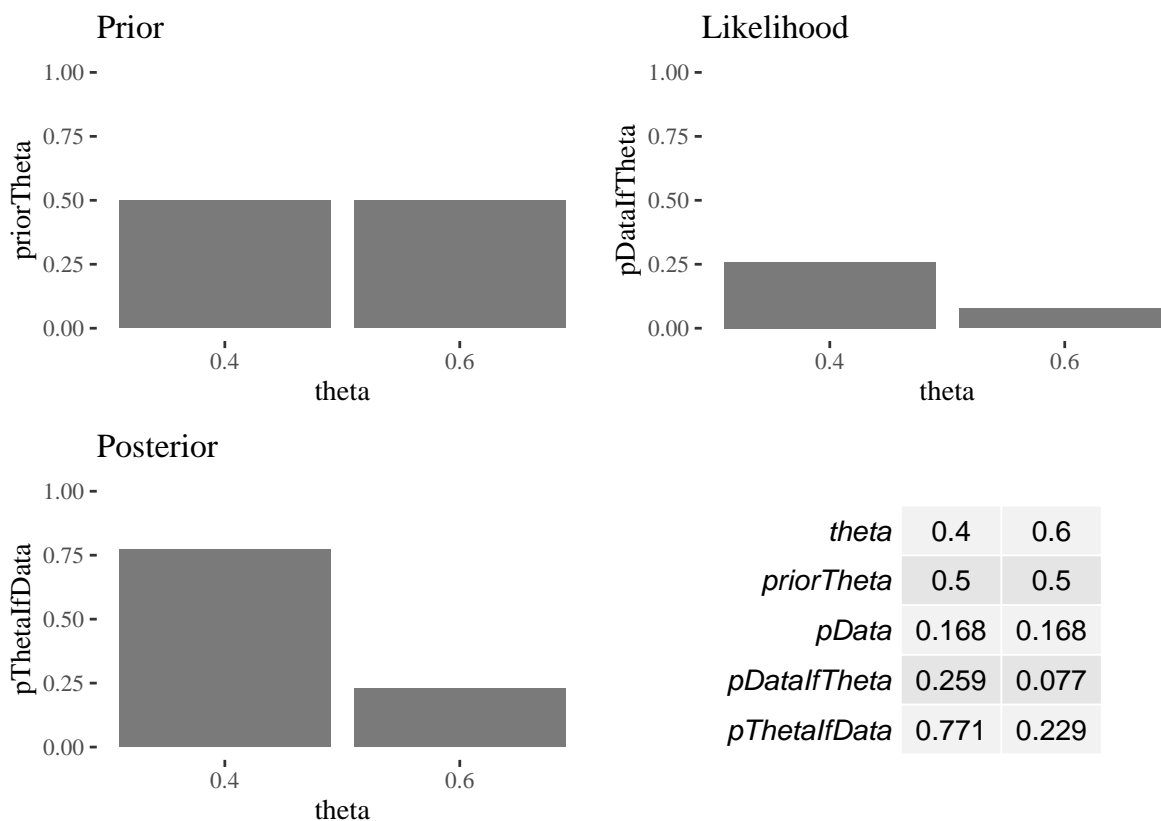 Prior
1.00
0.75
0.50
0.25
0.00
priorTheta
0.4 0.6
theta
Likelihood
1.00
0.75
0.50
0.25
0.00
pDataIfTheta
0.4 0.6
theta
Posterior
1.00
0.75
0.50
0.25
0.00
pThetaIfData
0.4 0.6
theta
theta 0.4 0.6
priorTheta 0.5 0.5
pData 0.168 0.168
pDataIfTheta 0.259 0.077
pThetaIfData 0.771 0.229